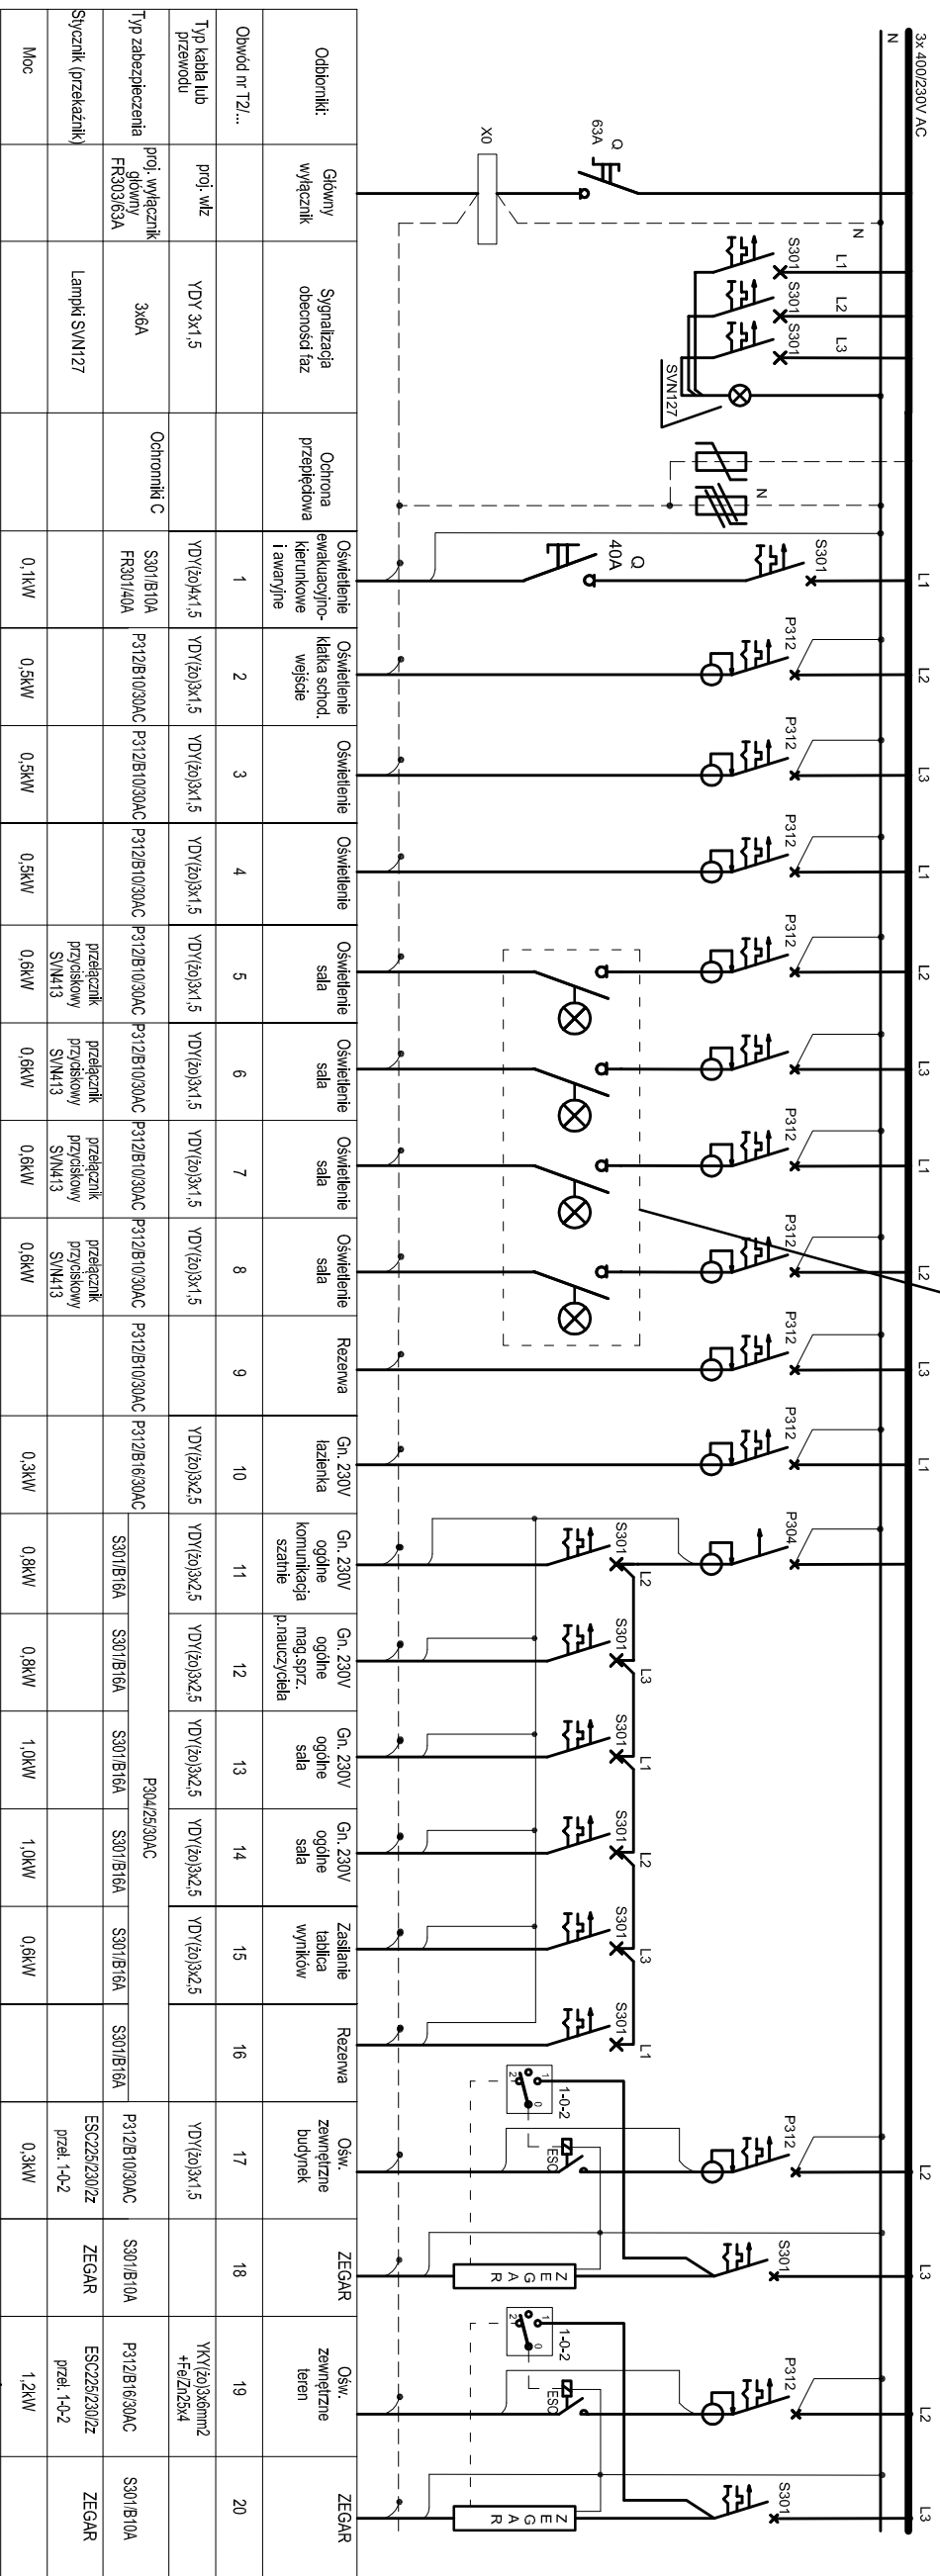 3x 400/230V AC
N
Q
63A
X0
N
L1
L2
L3
S301
S301
S301
SVN127
N
L1
S301
Q
40A
L2
P312
L3
P312
L1
P312
L2
P312
L3
P312
L1
P312
L2
P312
L3
P312
L1
P312
P304
S301
L2
S301
L3
S301
L1
S301
L2
S301
L3
S301
L1
L2
P312
1-0-2
1
0
2
ESC
L3
S301
ZEGAR
L2
P312
1-0-2
1
0
2
ESC
L3
S301
ZEGAR
Odbiorniki:
Główny
wyłącznik
Sygnalizacja
obecności faz
Ochrona
przepięciowa
Oświetlenie
ewakuacyjno-
kierunkowe
i awaryjne
Oświetlenie
klatka schod.
wejście
Oświetlenie
Oświetlenie
Oświetlenie
sala
Oświetlenie
sala
Oświetlenie
sala
Oświetlenie
sala
Rezerwa
Gn. 230V
łazienka
Gn. 230V
ogólne
komunikacja
szatnie
Gn. 230V
ogólne
mag.sprz.
p.nauczyciela
Gn. 230V
ogólne
sala
Gn. 230V
ogólne
sala
Zasilanie
tablica
wyników
Rezerwa
Ośw.
zewnętrzne
budynek
ZEGAR
Ośw.
zewnętrzne
teren
ZEGAR
Obwód nr T2/...
1
2
3
4
5
6
7
8
9
10
11
12
13
14
15
16
17
18
19
20
Typ kabla lub
przewodu
proj. wlz
YDY 3x1,5
YDY(żo)4x1,5
YDY(żo)3x1,5
YDY(żo)3x1,5
YDY(żo)3x1,5
YDY(żo)3x1,5
YDY(żo)3x1,5
YDY(żo)3x1,5
YDY(żo)3x1,5
YDY(żo)3x2,5
YDY(żo)3x2,5
YDY(żo)3x2,5
YDY(żo)3x2,5
YDY(żo)3x2,5
YDY(żo)3x2,5
YDY(żo)3x1,5
YKY(żo)3x6mm2
+Fe/Zn25x4
Typ zabezpieczenia
proj. wyłącznik
główny
FR303/63A
3x6A
Ochronniki C
S301/B10A
FR301/40A
P312/B10/30AC
P312/B10/30AC
P312/B10/30AC
P312/B10/30AC
P312/B10/30AC
P312/B10/30AC
P312/B10/30AC
P312/B10/30AC
P312/B16/30AC
P304/25/30AC
S301/B16A
S301/B16A
S301/B16A
S301/B16A
S301/B16A
S301/B16A
P312/B10/30AC
S301/B10A
P312/B16/30AC
S301/B10A
Stycznik (przekaźnik)
Lampki SVN127
przełącznik
przyciskowy
SVN413
przełącznik
przyciskowy
SVN413
przełącznik
przyciskowy
SVN413
przełącznik
przyciskowy
SVN413
ESC225/230/2z
przeł. 1-0-2
ZEGAR
ESC225/230/2z
przeł. 1-0-2
ZEGAR
Moc
0,1kW
0,5kW
0,5kW
0,5kW
0,6kW
0,6kW
0,6kW
0,6kW
0,3kW
0,8kW
0,8kW
1,0kW
1,0kW
0,6kW
0,3kW
1,2kW